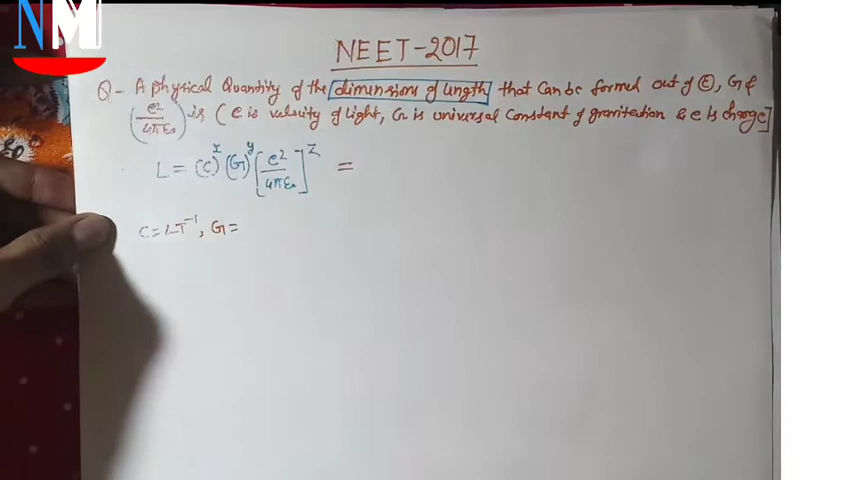 NM
NEET-2017
Q- A physical Quantity of the dimensions of length that can be formed out of ©, G &
(e²/4πε₀) is (c is velocity of light, G is universal constant of gravitation & e is charge]
L = (C)ˣ (G)ʸ [e²/4πε₀]ᶻ =
C = LT⁻¹, G =